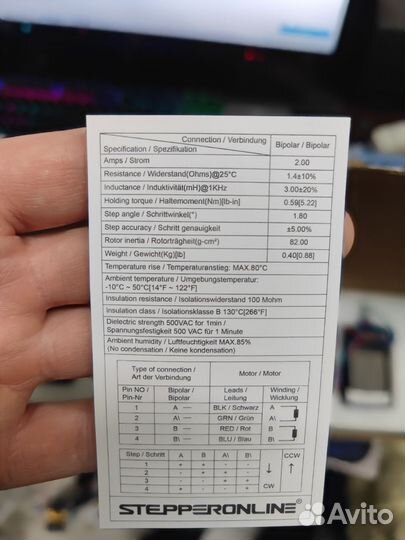 Connection / Verbindung
Bipolar / Bipolar
Specification / Spezifikation
Amps / Strom 2.00
Resistance / Widerstand(Ohms)@25°C 1.4±10%
Inductance / Induktivität(mH)@1KHz 3.00±20%
Holding torque / Haltemoment(Nm)[lb-in] 0.59[5.22]
Step angle / Schrittwinkel(°) 1.80
Step accuracy / Schritt genauigkeit ±5.00%
Rotor inertia / Rotorträgheit(g-cm²) 82.00
Weight / Gewicht(Kg)[lb] 0.40[0.88]
Temperature rise / Temperaturanstieg: MAX.80°C
Ambient temperature / Umgebungstemperatur:
-10°C ~ 50°C[14°F ~ 122°F]
Insulation resistance / Isolationswiderstand 100 Mohm
Insulation class / Isolationsklasse B 130°C[266°F]
Dielectric strength 500VAC for 1min /
Spannungsfestigkeit 500 VAC für 1 Minute
Ambient humidity / Luftfeuchtigkeit MAX.85%
(No condensation / Keine kondensation)
Type of connection /
Art der Verbindung
Motor / Motor
Pin NO / Bipolar / Leads / Winding /
Pin-Nr Bipolar Leitung Wicklung
1 A BLK / Schwarz A
2 A\ GRN / Grün A\
3 B RED / Rot B
4 B\ BLU / Blau B\
Step / Schritt A B A\ B\ CCW
1 + +
2 - + + -
3 - - + +
4 + - - + CW
STEPPERONLINE®
Avito